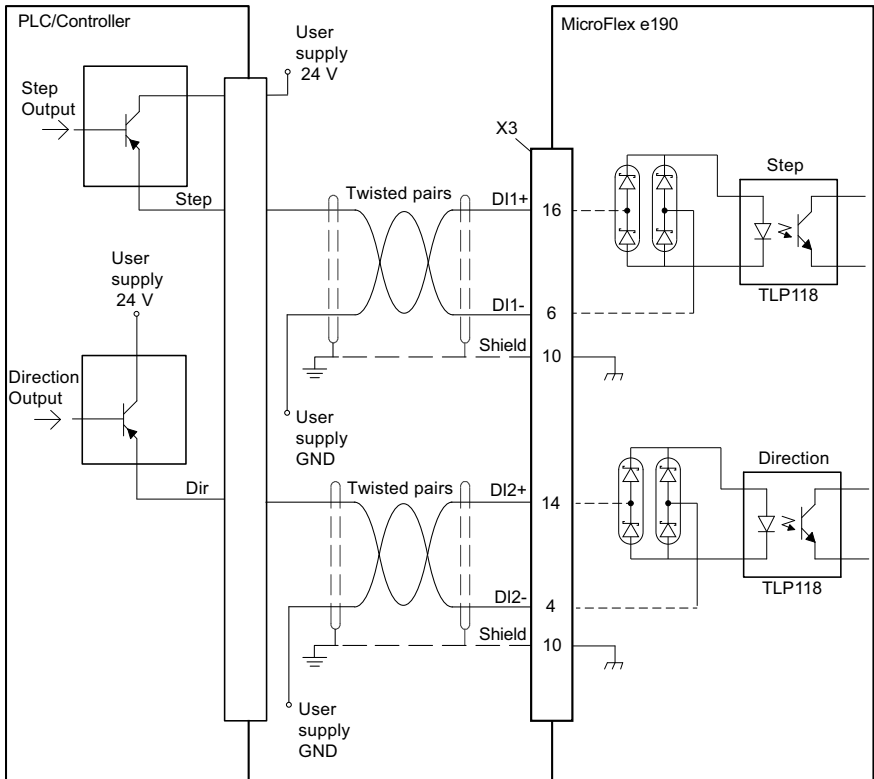 PLC/Controller
MicroFlex e190
User
supply
24 V
Step
Output
X3
Step
Twisted pairs
DI1+
16
Step
TLP118
DI1-
6
Shield
10
User
supply
24 V
Direction
Output
User
supply
GND
Dir
Twisted pairs
DI2+
14
Direction
TLP118
DI2-
4
Shield
10
User
supply
GND